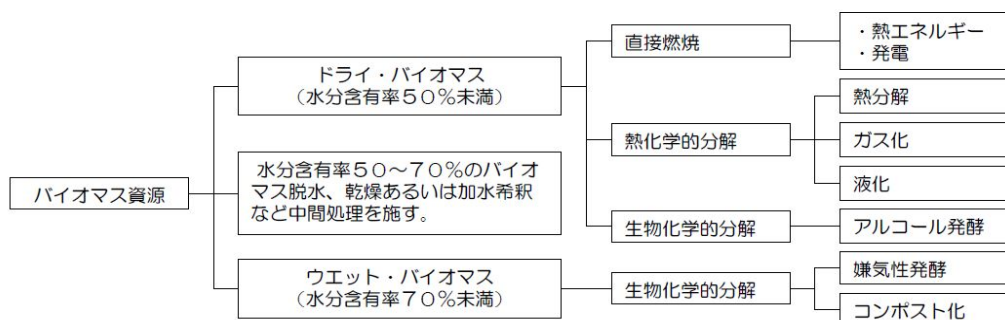 バイオマス資源
ドライ・バイオマス
（水分含有率５０％未満）
水分含有率５０～７０％のバイオ
マス脱水、乾燥あるいは加水希釈
など中間処理を施す。
ウエット・バイオマス
（水分含有率７０％未満）
直接燃焼
熱化学的分解
生物化学的分解
生物化学的分解
・熱エネルギー
・発電
熱分解
ガス化
液化
アルコール発酵
嫌気性発酵
コンポスト化